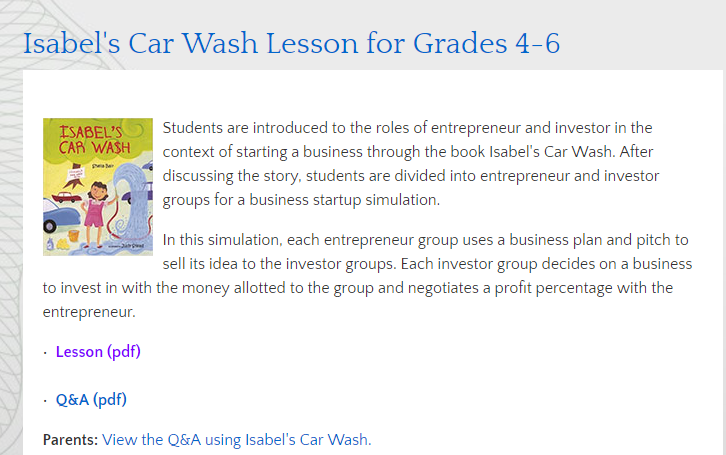 Isabel's Car Wash Lesson for Grades 4-6
ISABEL'S
CAR WA$H
Sheila Bair
Students are introduced to the roles of entrepreneur and investor in the
context of starting a business through the book Isabel's Car Wash. After
discussing the story, students are divided into entrepreneur and investor
groups for a business startup simulation.
In this simulation, each entrepreneur group uses a business plan and pitch to
sell its idea to the investor groups. Each investor group decides on a business
to invest in with the money allotted to the group and negotiates a profit percentage with the
entrepreneur.
· Lesson (pdf)
· Q&A (pdf)
Parents: View the Q&A using Isabel's Car Wash.